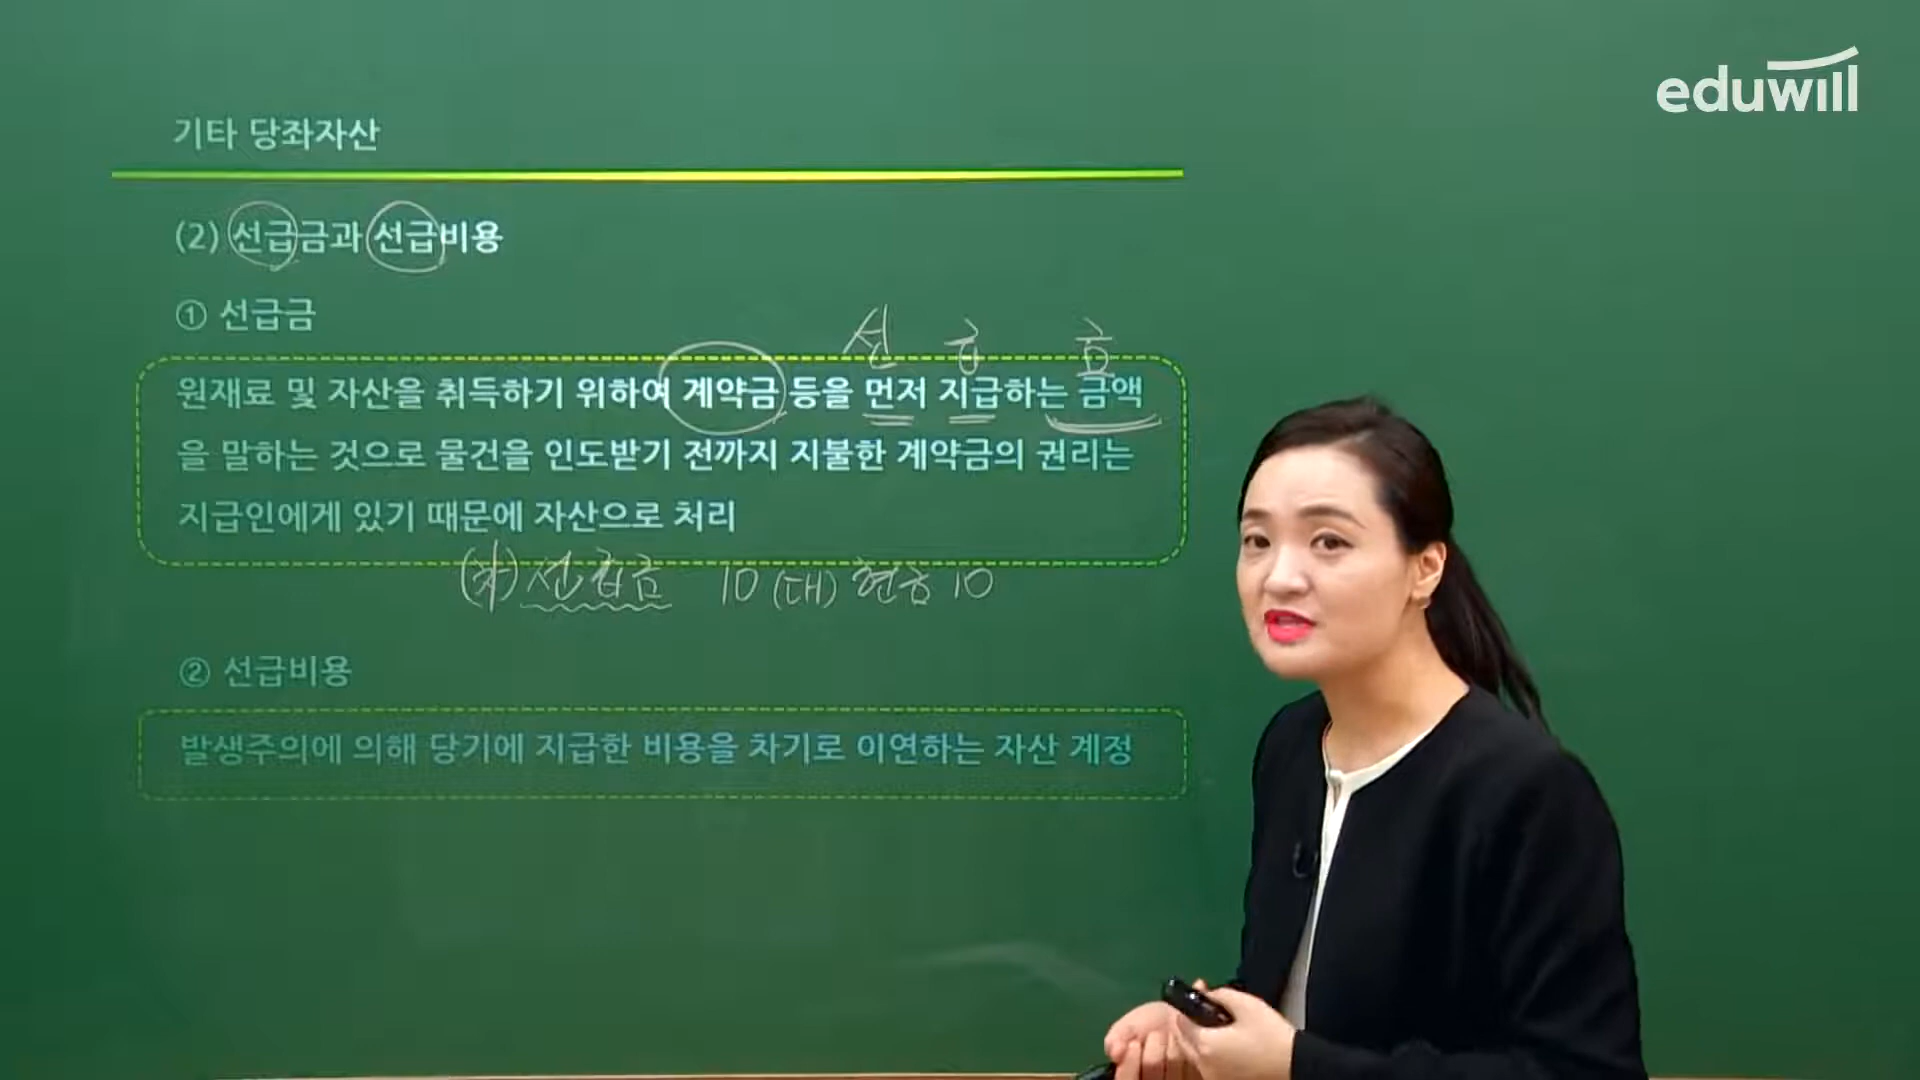 eduwill
기타 당좌자산
(2) 선급금과 선급비용
① 선급금
선 급 금
원재료 및 자산을 취득하기 위하여 계약금 등을 먼저 지급하는 금액
을 말하는 것으로 물건을 인도받기 전까지 지불한 계약금의 권리는
지급인에게 있기 때문에 자산으로 처리
(차) 선급금 10 (대) 현금 10
② 선급비용
발생주의에 의해 당기에 지급한 비용을 차기로 이연하는 자산 계정